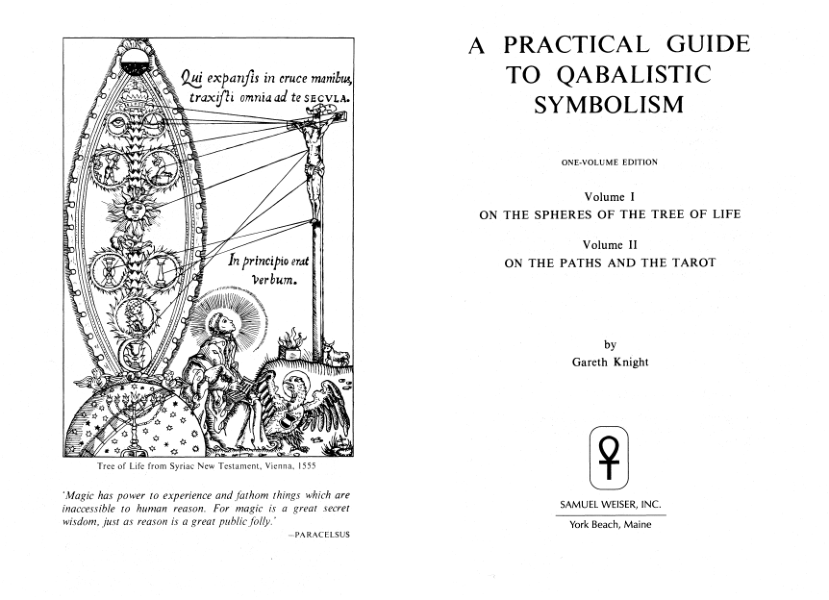 Qui expansis in cruce manibus,
traxisti omnia ad te SECVLA.
In principio erat
verbum.
Tree of Life from Syriac New Testament, Vienna, 1555
'Magic has power to experience and fathom things which are
inaccessible to human reason. For magic is a great secret
wisdom, just as reason is a great public folly.'
—PARACELSUS
A PRACTICAL GUIDE
TO QABALISTIC
SYMBOLISM
ONE-VOLUME EDITION
Volume I
ON THE SPHERES OF THE TREE OF LIFE
Volume II
ON THE PATHS AND THE TAROT
by
Gareth Knight
SAMUEL WEISER, INC.
York Beach, Maine